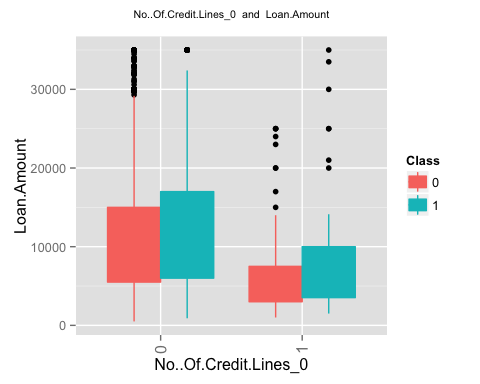 No..Of.Credit.Lines_0 and Loan.Amount
Loan.Amount
30000
20000
10000
0
0
1
No..Of.Credit.Lines_0
Class
0
1